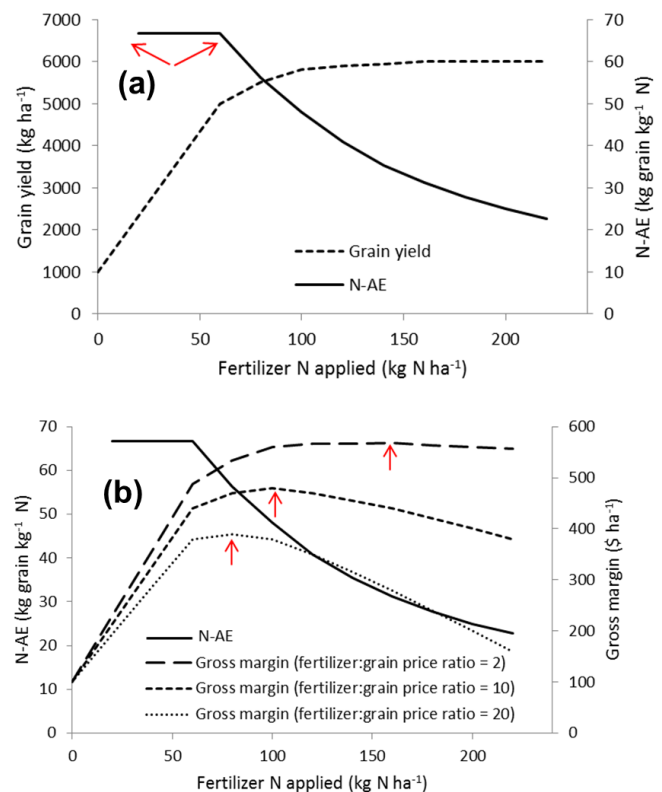 7000
6000
5000
4000
3000
2000
1000
0
Grain yield (kg ha⁻¹)
(a)
70
60
50
40
30
20
10
0
N-AE (kg grain kg⁻¹ N)
Grain yield
N-AE
0 50 100 150 200
Fertilizer N applied (kg N ha⁻¹)
70
60
50
40
30
20
10
0
N-AE (kg grain kg⁻¹ N)
(b)
600
500
400
300
200
100
0
Gross margin ($ ha⁻¹)
N-AE
Gross margin (fertilizer:grain price ratio = 2)
Gross margin (fertilizer:grain price ratio = 10)
Gross margin (fertilizer:grain price ratio = 20)
0 50 100 150 200
Fertilizer N applied (kg N ha⁻¹)